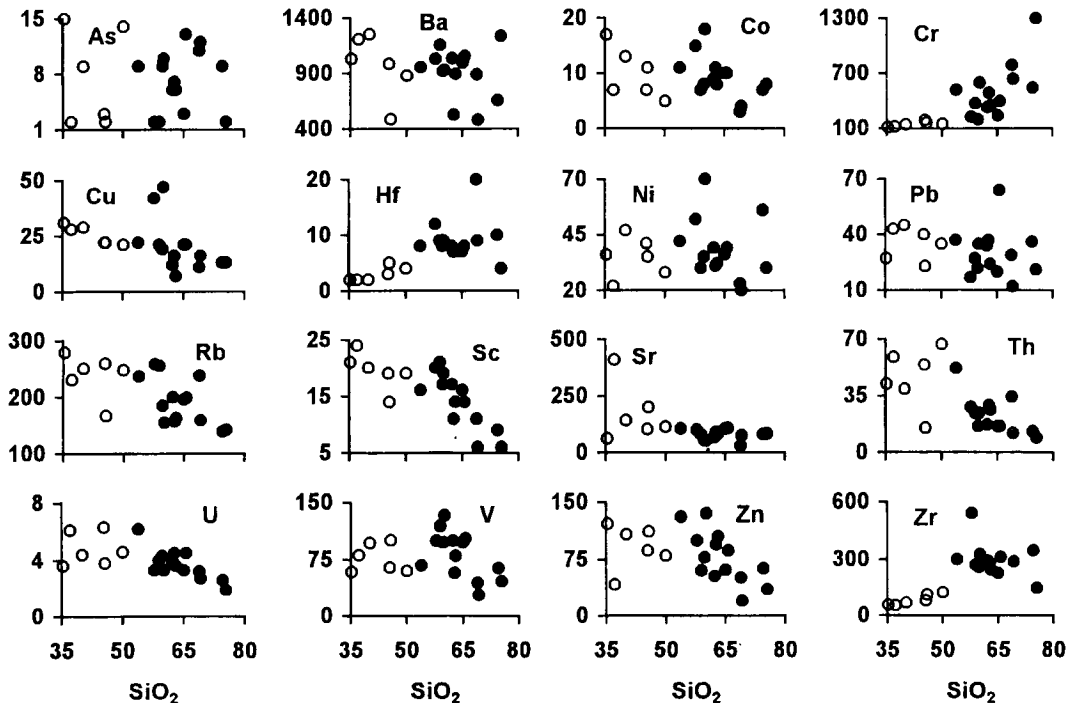 15
8
1
As
1400
900
400
Ba
20
10
0
Co
1300
700
100
Cr
50
25
0
Cu
20
10
0
Hf
70
45
20
Ni
70
40
10
Pb
300
200
100
Rb
25
15
5
Sc
500
250
0
Sr
70
35
0
Th
8
4
0
U
150
75
0
V
150
75
0
Zn
600
300
0
Zr
35 50 65 80
35 50 65 80
35 50 65 80
35 50 65 80
SiO2
SiO2
SiO2
SiO2